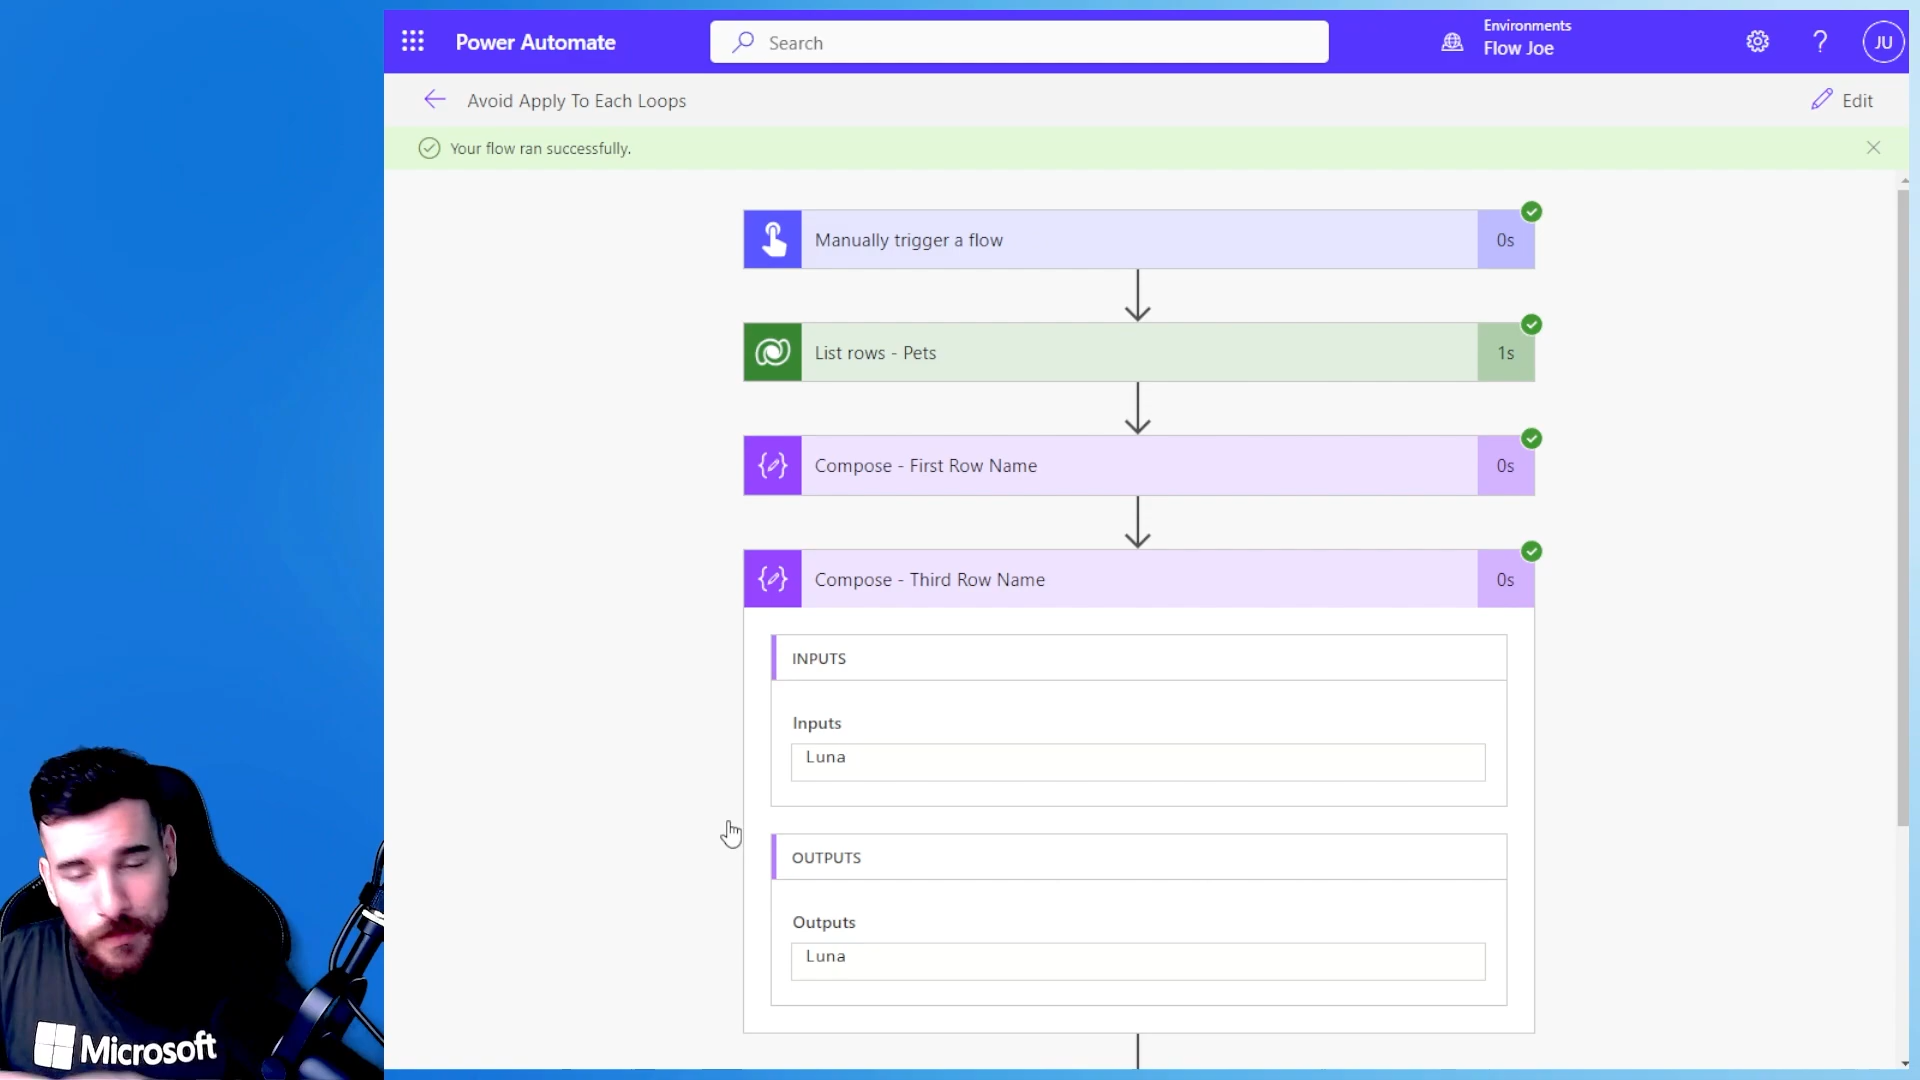 Power Automate
Search
Environments
Flow Joe
JU
Avoid Apply To Each Loops
Edit
Your flow ran successfully.
Manually trigger a flow
0s
List rows - Pets
1s
Compose - First Row Name
0s
Compose - Third Row Name
0s
INPUTS
Inputs
Luna
OUTPUTS
Outputs
Luna
Microsoft